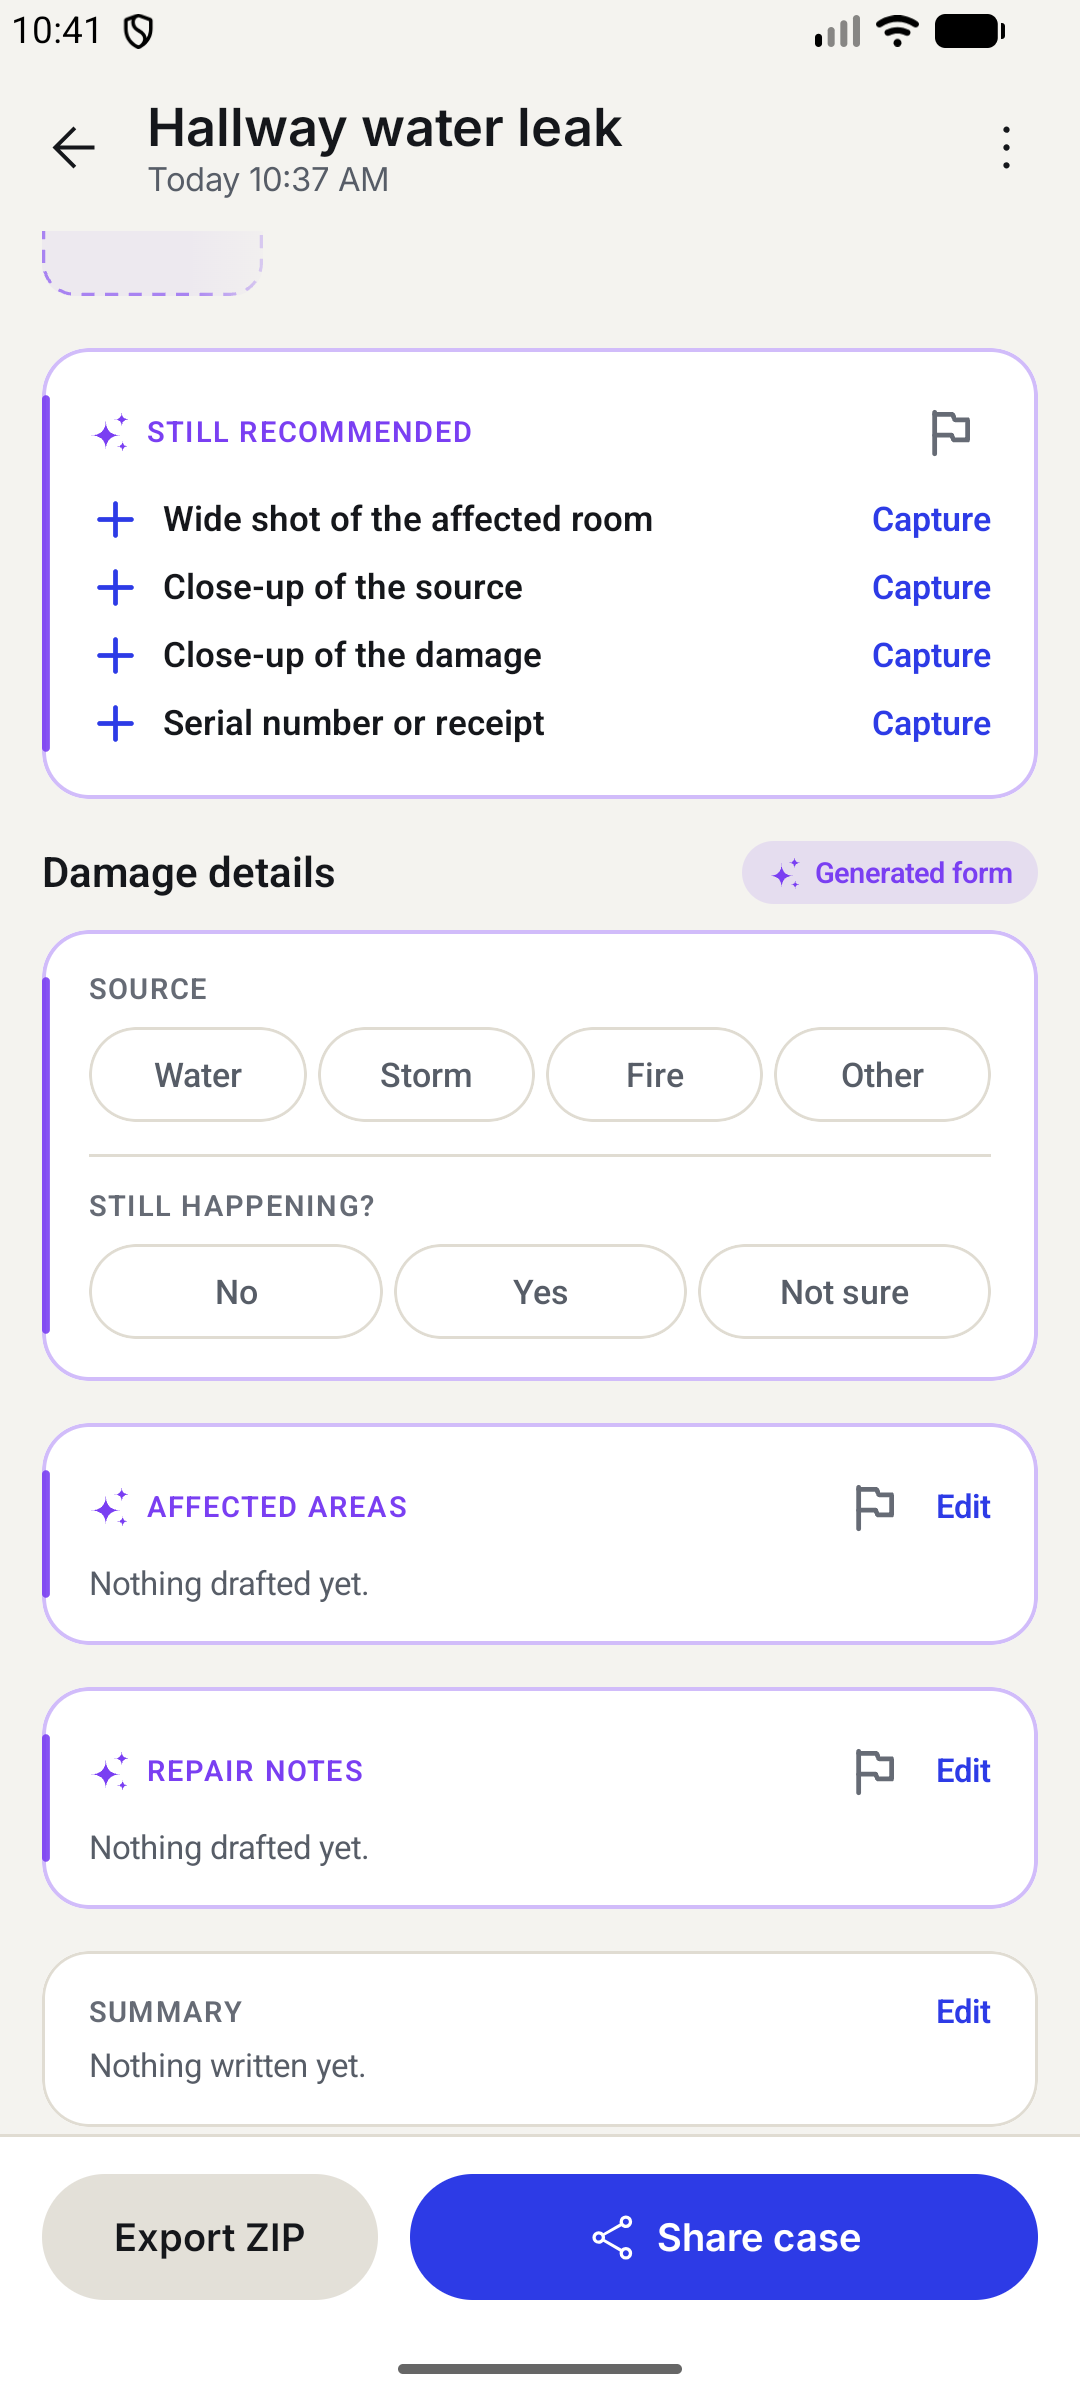 10:41
Hallway water leak
Today 10:37 AM
STILL RECOMMENDED
Wide shot of the affected room Capture
Close-up of the source Capture
Close-up of the damage Capture
Serial number or receipt Capture
Damage details Generated form
SOURCE
Water Storm Fire Other
STILL HAPPENING?
No Yes Not sure
AFFECTED AREAS Edit
Nothing drafted yet.
REPAIR NOTES Edit
Nothing drafted yet.
SUMMARY Edit
Nothing written yet.
Export ZIP Share case